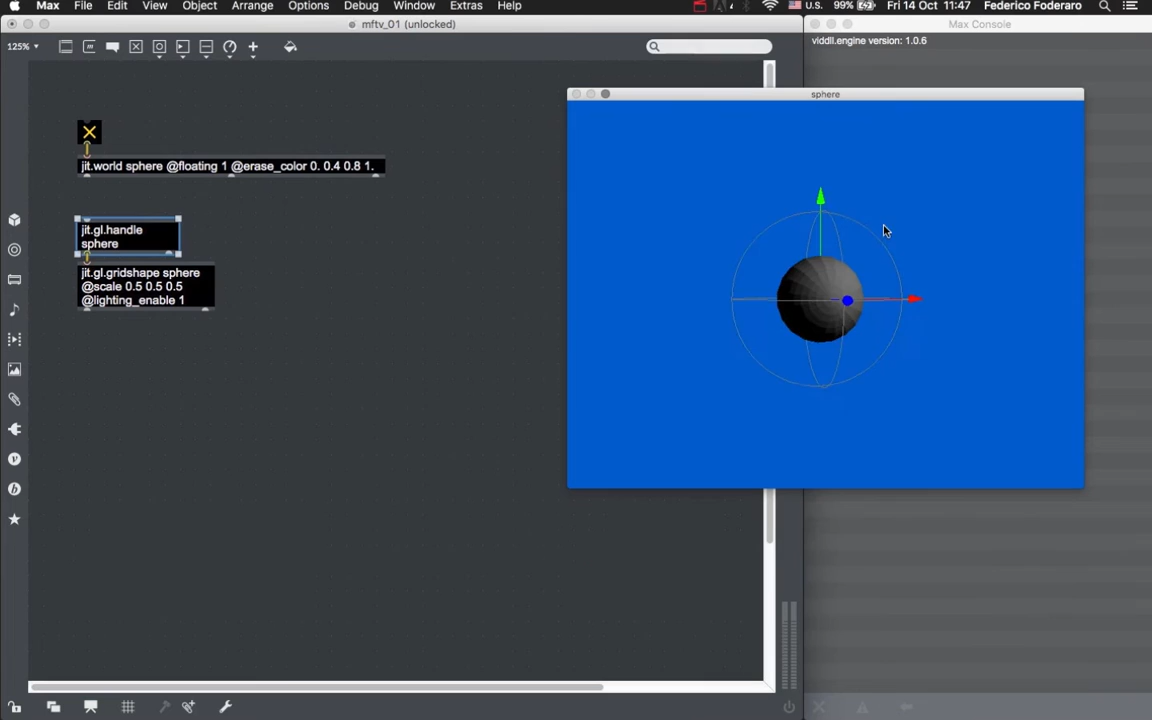 Max File Edit View Object Arrange Options Debug Window Extras Help
4 U.S. 99% Fri 14 Oct 11:47 Federico Foderaro
mftv_01 (unlocked)
Max Console
125%
viddll.engine version: 1.0.6
sphere
jit.world sphere @floating 1 @erase_color 0. 0.4 0.8 1.
jit.gl.handle
sphere
jit.gl.gridshape sphere
@scale 0.5 0.5 0.5
@lighting_enable 1